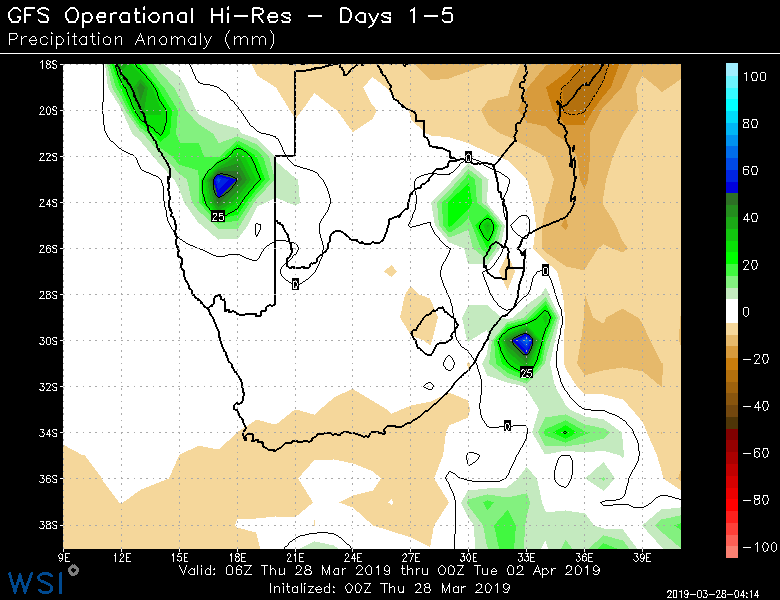 GFS Operational Hi-Res - Days 1-5
Precipitation Anomaly (mm)
18S
20S
22S
24S
26S
28S
30S
32S
34S
36S
38S
9E 12E 15E 18E 21E 24E 27E 30E 33E 36E 39E
0
25
0
0
25
0
100
80
60
40
20
0
-20
-40
-60
-80
-100
Valid: 06Z Thu 28 Mar 2019 thru 00Z Tue 02 Apr 2019
Initalized: 00Z Thu 28 Mar 2019
WSI
2019-03-28-04:14